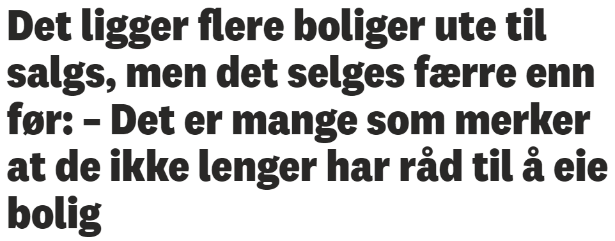 Det ligger flere boliger ute til
salgs, men det selges færre enn
før: – Det er mange som merker
at de ikke lenger har råd til å eie
bolig